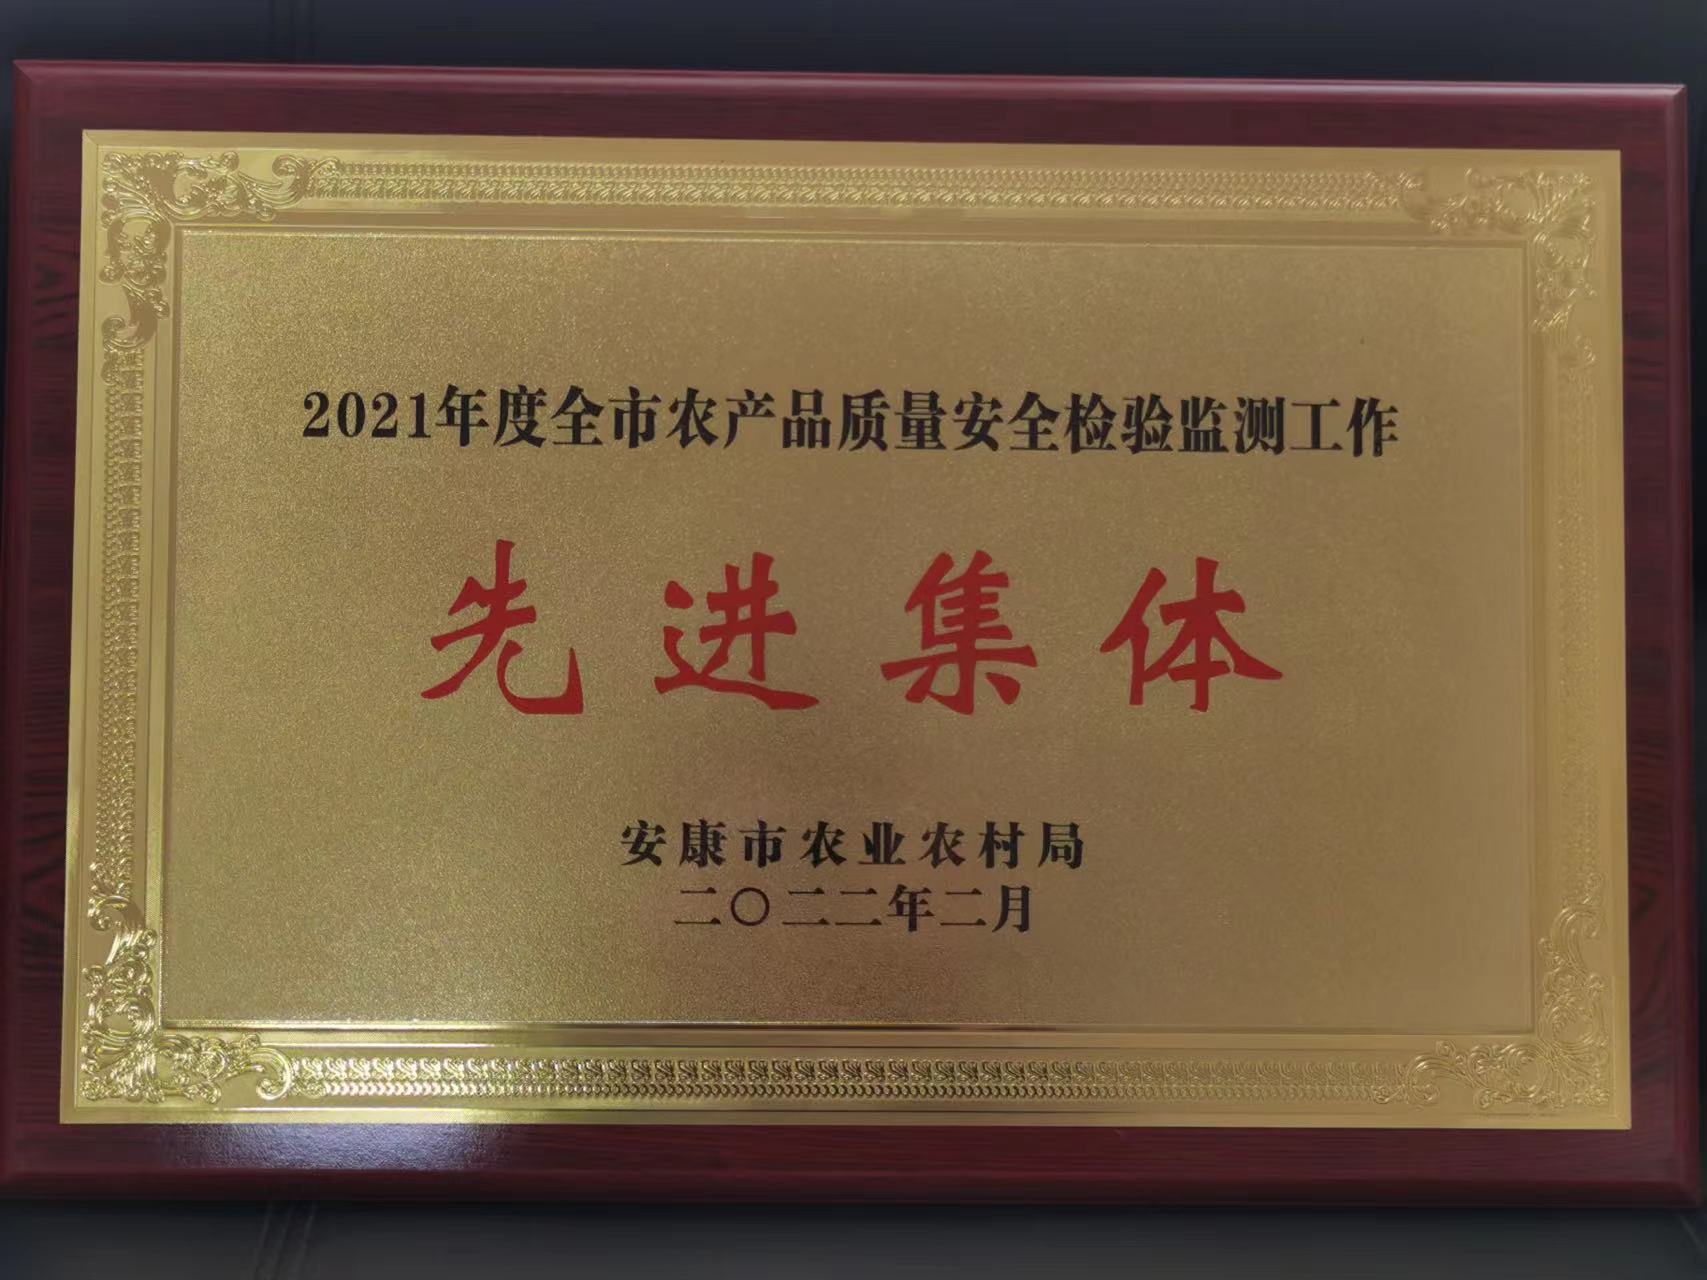 2021年度全市农产品质量安全检验监测工作
先进集体
安康市农业农村局
二〇二二年二月